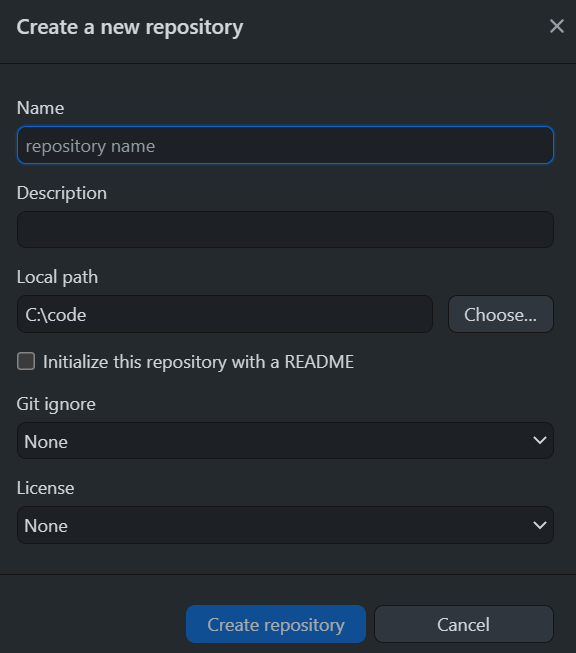 Create a new repository
Name
repository name
Description
Local path
C:\code
Choose...
Initialize this repository with a README
Git ignore
None
License
None
Create repository
Cancel